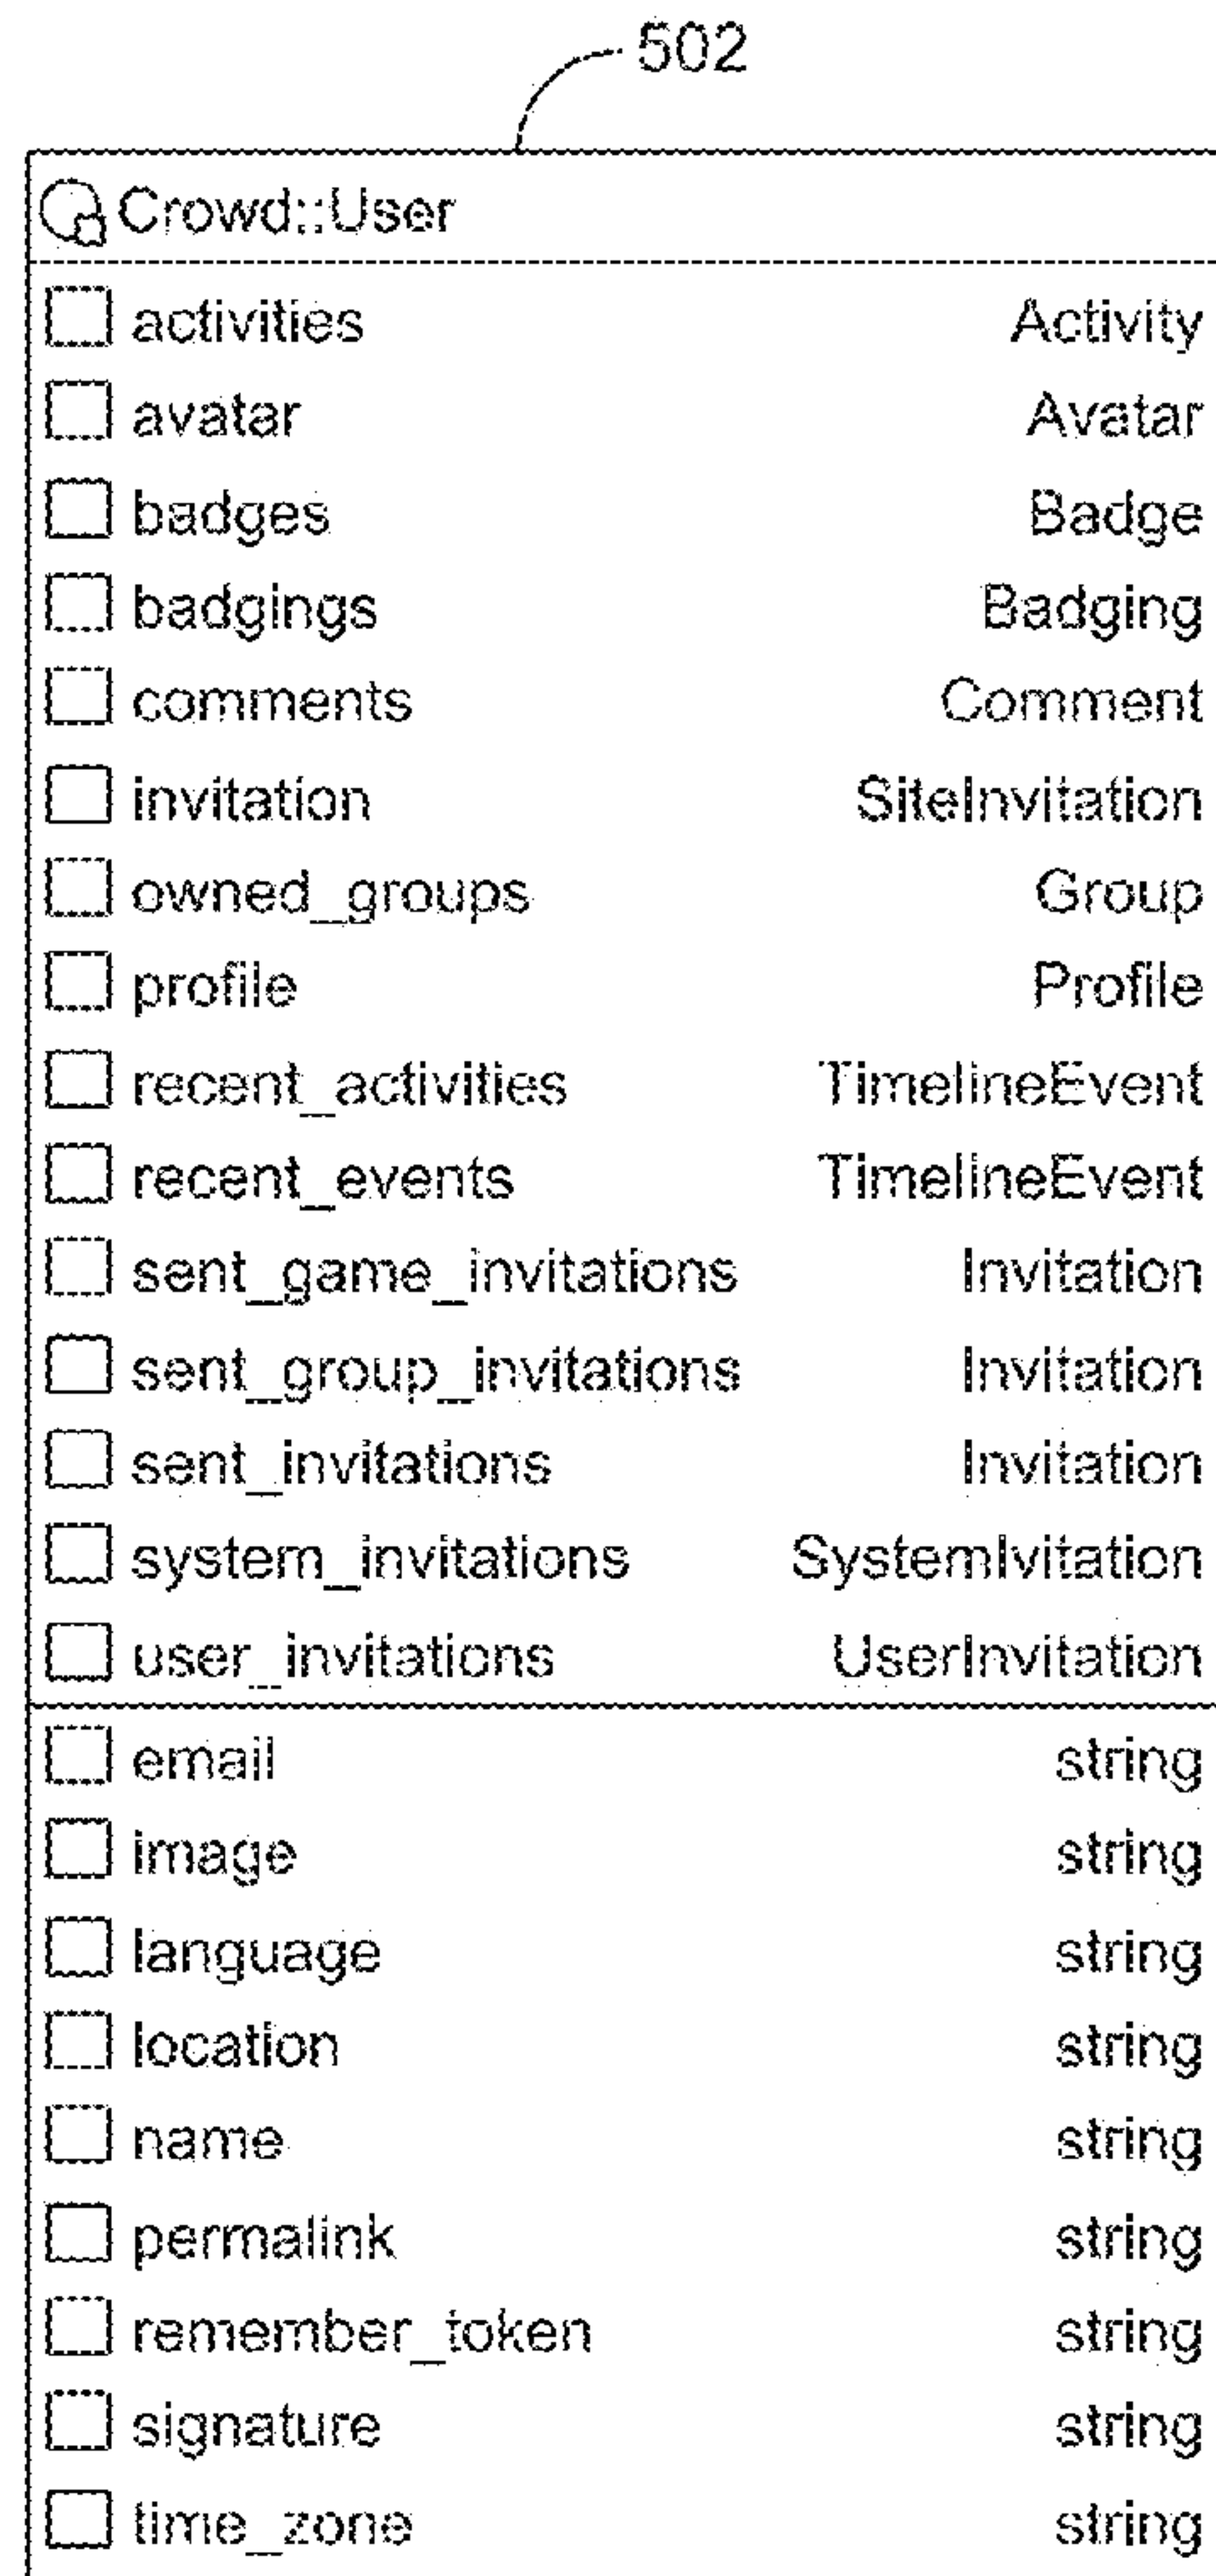 502
Crowd::User
activities Activity
avatar Avatar
badges Badge
badgings Badging
comments Comment
invitation SiteInvitation
owned_groups Group
profile Profile
recent_activities TimelineEvent
recent_events TimelineEvent
sent_game_invitations Invitation
sent_group_invitations Invitation
sent_invitations Invitation
system_invitations SystemIvitation
user_invitations UserInvitation
email string
image string
language string
location string
name string
permalink string
remember_token string
signature string
time_zone string